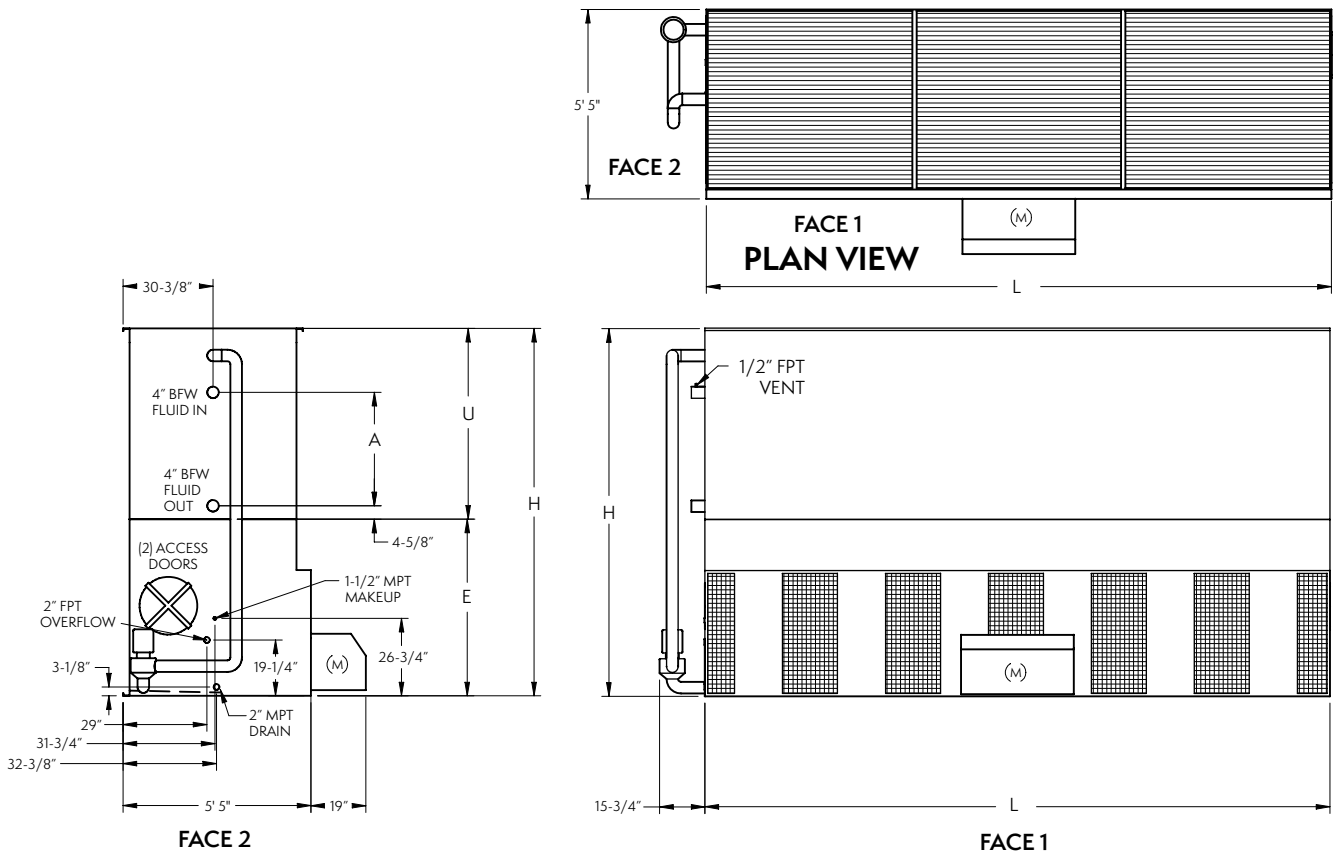 5' 5"
FACE 2
(M)
FACE 1
PLAN VIEW
L
30-3/8"
4" BFW
FLUID IN
4" BFW
FLUID
OUT
A
U
H
4-5/8"
(2) ACCESS
DOORS
1-1/2" MPT
MAKEUP
2" FPT
OVERFLOW
E
3-1/8"
19-1/4"
26-3/4"
(M)
2" MPT
DRAIN
29"
31-3/4"
32-3/8"
5' 5"
19"
FACE 2
1/2" FPT
VENT
H
(M)
15-3/4"
L
FACE 1